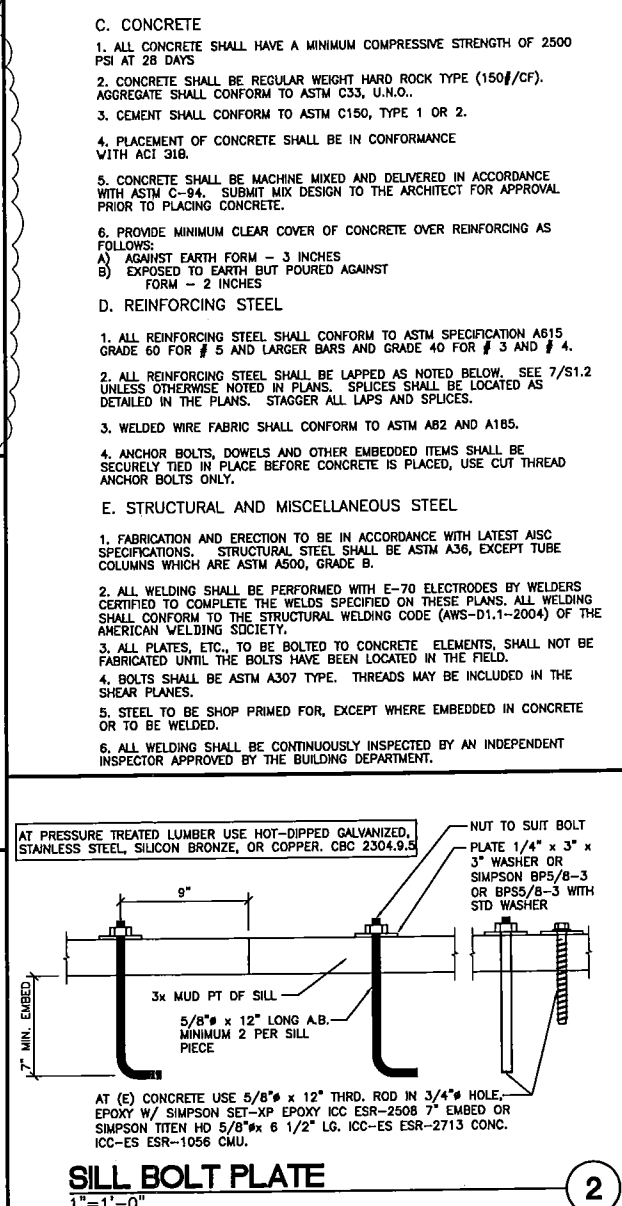 C. CONCRETE
1. ALL CONCRETE SHALL HAVE A MINIMUM COMPRESSIVE STRENGTH OF 2500
PSI AT 28 DAYS
2. CONCRETE SHALL BE REGULAR WEIGHT HARD ROCK TYPE (150#/CF).
AGGREGATE SHALL CONFORM TO ASTM C33, U.N.O..
3. CEMENT SHALL CONFORM TO ASTM C150, TYPE 1 OR 2.
4. PLACEMENT OF CONCRETE SHALL BE IN CONFORMANCE
WITH ACI 318.
5. CONCRETE SHALL BE MACHINE MIXED AND DELIVERED IN ACCORDANCE
WITH ASTM C-94. SUBMIT MIX DESIGN TO THE ARCHITECT FOR APPROVAL
PRIOR TO PLACING CONCRETE.
6. PROVIDE MINIMUM CLEAR COVER OF CONCRETE OVER REINFORCING AS
FOLLOWS:
A) AGAINST EARTH FORM - 3 INCHES
B) EXPOSED TO EARTH BUT POURED AGAINST
FORM - 2 INCHES
D. REINFORCING STEEL
1. ALL REINFORCING STEEL SHALL CONFORM TO ASTM SPECIFICATION A615
GRADE 60 FOR # 5 AND LARGER BARS AND GRADE 40 FOR # 3 AND # 4.
2. ALL REINFORCING STEEL SHALL BE LAPPED AS NOTED BELOW. SEE 7/S1.2
UNLESS OTHERWISE NOTED IN PLANS. SPLICES SHALL BE LOCATED AS
DETAILED IN THE PLANS. STAGGER ALL LAPS AND SPLICES.
3. WELDED WIRE FABRIC SHALL CONFORM TO ASTM A82 AND A185.
4. ANCHOR BOLTS, DOWELS AND OTHER EMBEDDED ITEMS SHALL BE
SECURELY TIED IN PLACE BEFORE CONCRETE IS PLACED, USE CUT THREAD
ANCHOR BOLTS ONLY.
E. STRUCTURAL AND MISCELLANEOUS STEEL
1. FABRICATION AND ERECTION TO BE IN ACCORDANCE WITH LATEST AISC
SPECIFICATIONS. STRUCTURAL STEEL SHALL BE ASTM A36, EXCEPT TUBE
COLUMNS WHICH ARE ASTM A500, GRADE B.
2. ALL WELDING SHALL BE PERFORMED WITH E-70 ELECTRODES BY WELDERS
CERTIFIED TO COMPLETE THE WELDS SPECIFIED ON THESE PLANS. ALL WELDING
SHALL CONFORM TO THE STRUCTURAL WELDING CODE (AWS-D1.1-2004) OF THE
AMERICAN WELDING SOCIETY.
3. ALL PLATES, ETC., TO BE BOLTED TO CONCRETE ELEMENTS, SHALL NOT BE
FABRICATED UNTIL THE BOLTS HAVE BEEN LOCATED IN THE FIELD.
4. BOLTS SHALL BE ASTM A307 TYPE. THREADS MAY BE INCLUDED IN THE
SHEAR PLANES.
5. STEEL TO BE SHOP PRIMED FOR, EXCEPT WHERE EMBEDDED IN CONCRETE
OR TO BE WELDED.
6. ALL WELDING SHALL BE CONTINUOUSLY INSPECTED BY AN INDEPENDENT
INSPECTOR APPROVED BY THE BUILDING DEPARTMENT.
AT PRESSURE TREATED LUMBER USE HOT-DIPPED GALVANIZED,
STAINLESS STEEL, SILICON BRONZE, OR COPPER. CBC 2304.9.5
NUT TO SUIT BOLT
PLATE 1/4" x 3" x
3" WASHER OR
SIMPSON BP5/8-3
OR BPS5/8-3 WITH
STD WASHER
9"
7" MIN. EMBED
3x MUD PT DF SILL
5/8"ø x 12" LONG A.B.
MINIMUM 2 PER SILL
PIECE
AT (E) CONCRETE USE 5/8"ø x 12" THRD. ROD IN 3/4"ø HOLE,
EPOXY W/ SIMPSON SET-XP EPOXY ICC ESR-2508 7" EMBED OR
SIMPSON TITEN HD 5/8"øx 6 1/2" LG. ICC-ES ESR-2713 CONC.
ICC-ES ESR-1056 CMU.
SILL BOLT PLATE
1"=1'-0"
2